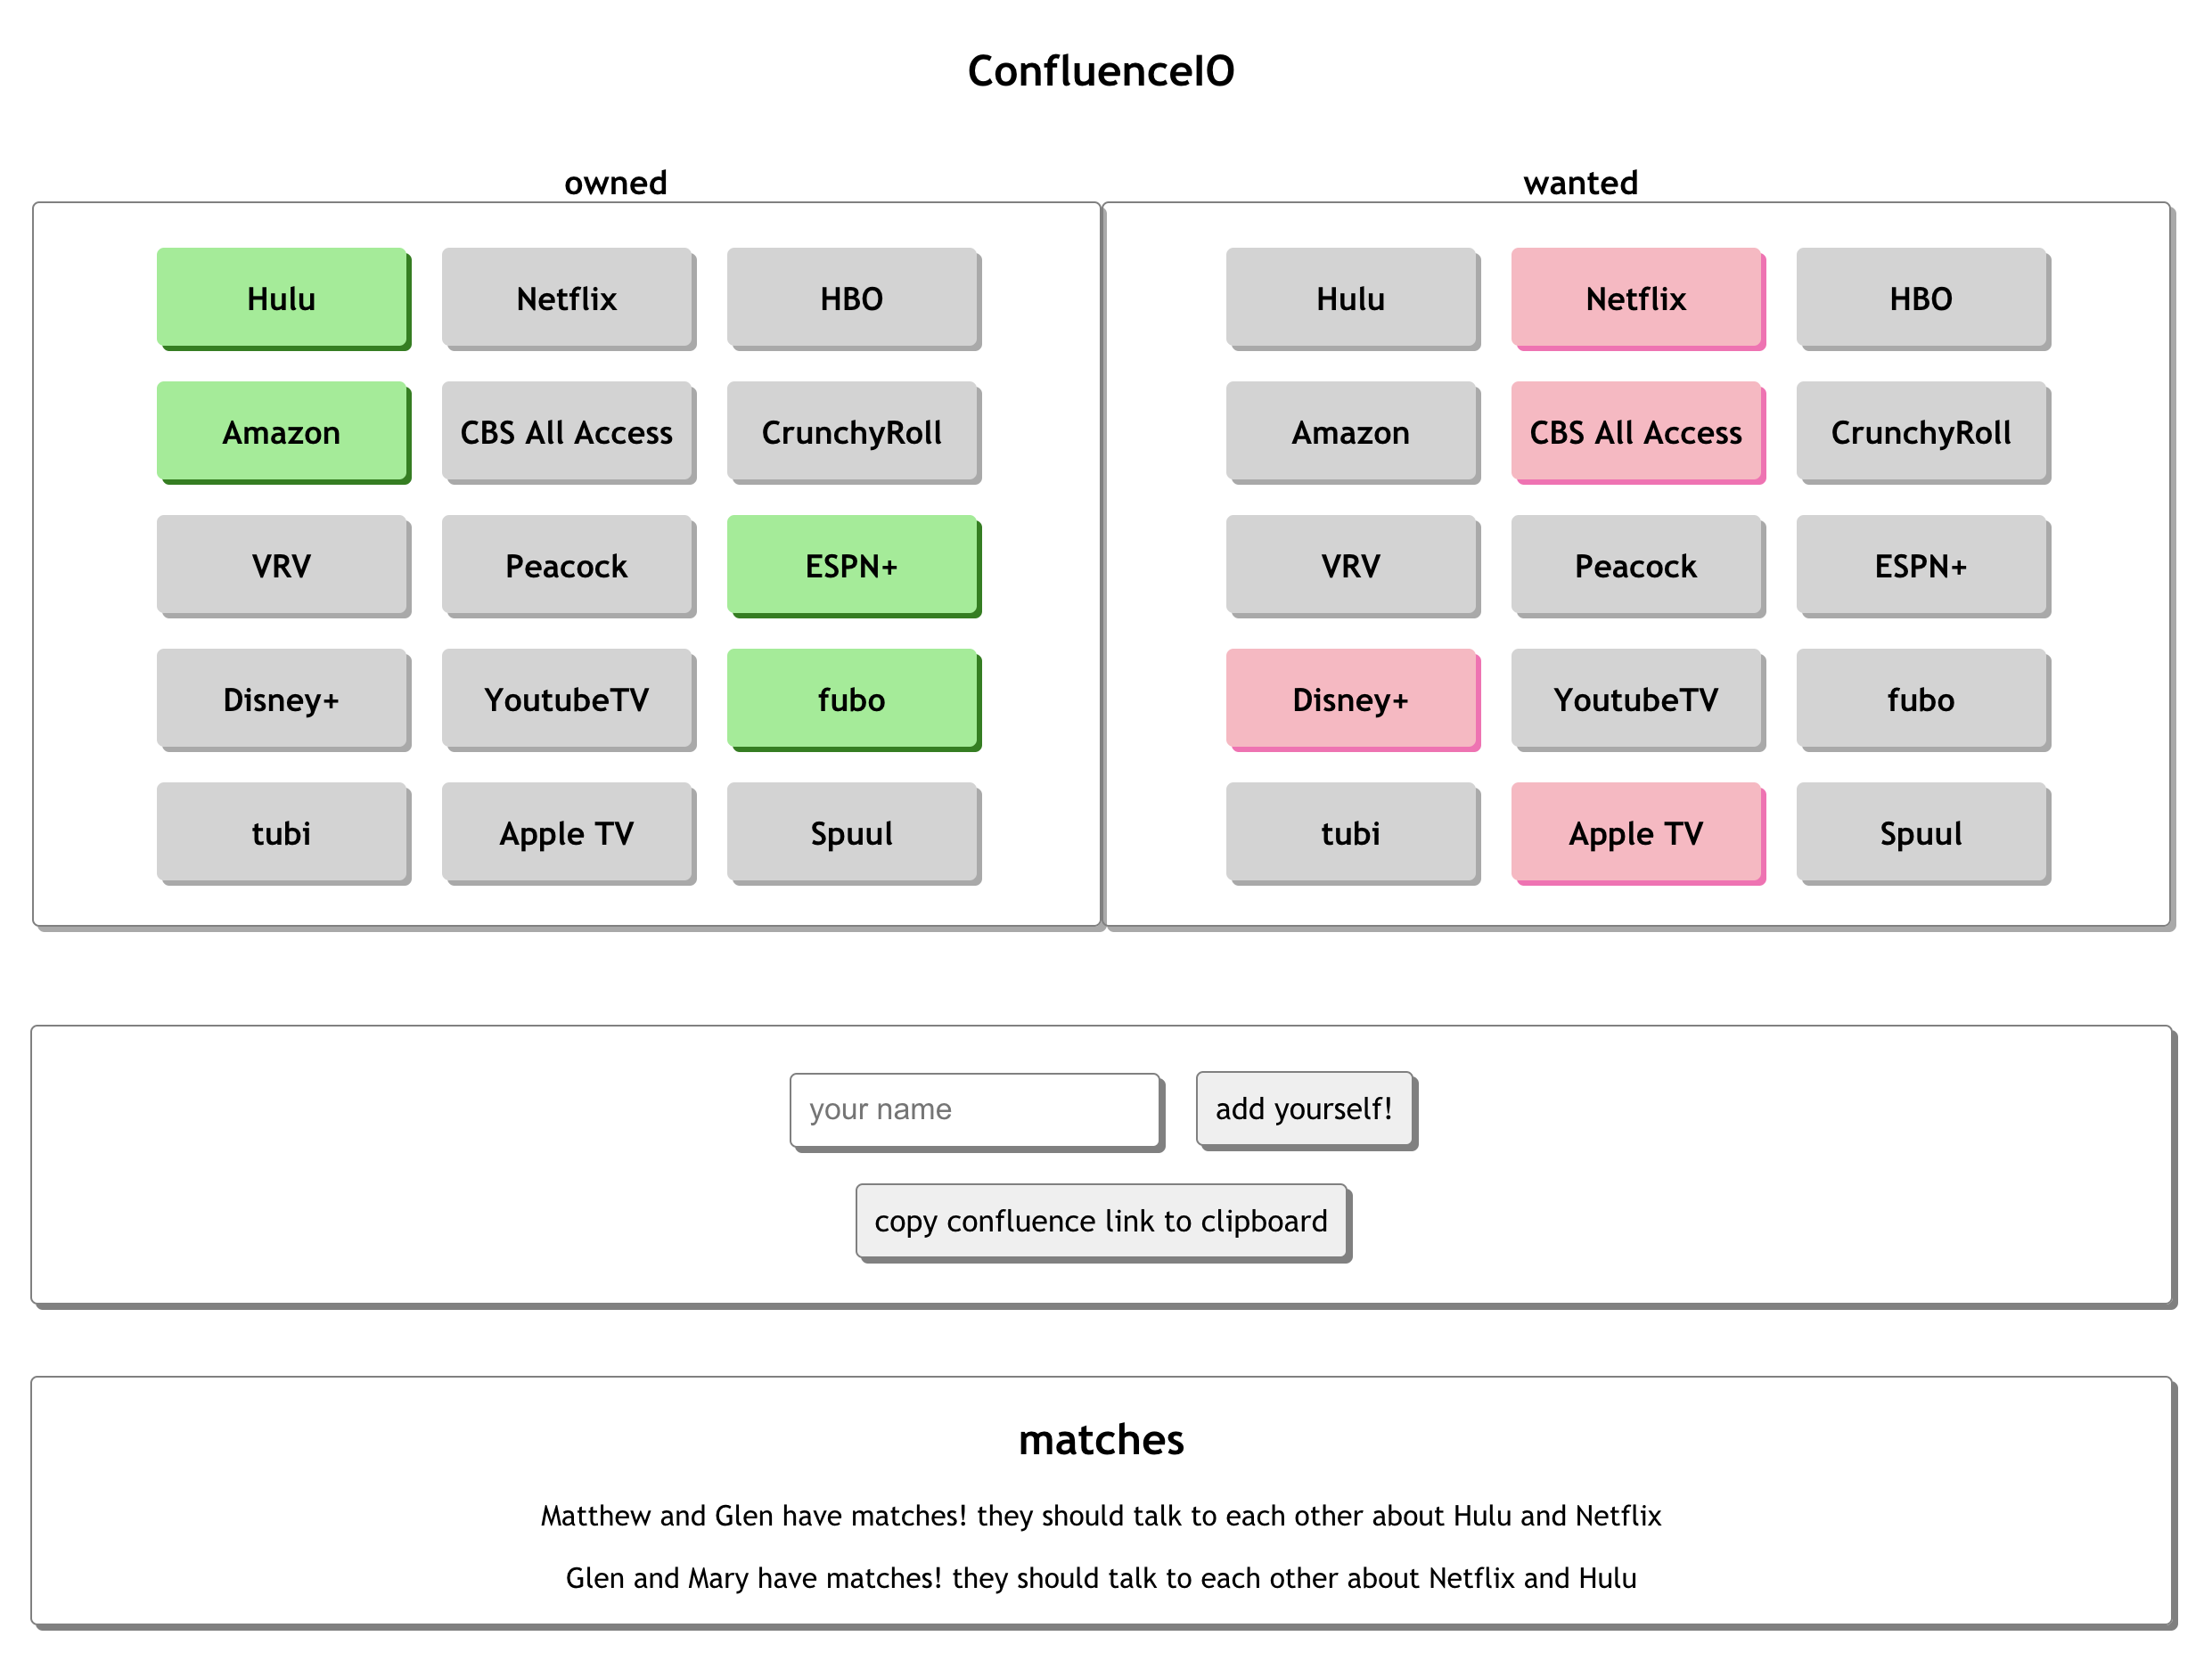 ConfluenceIO
owned
Hulu Netflix HBO
Amazon CBS All Access CrunchyRoll
VRV Peacock ESPN+
Disney+ YoutubeTV fubo
tubi Apple TV Spuul
wanted
Hulu Netflix HBO
Amazon CBS All Access CrunchyRoll
VRV Peacock ESPN+
Disney+ YoutubeTV fubo
tubi Apple TV Spuul
your name add yourself!
copy confluence link to clipboard
matches
Matthew and Glen have matches! they should talk to each other about Hulu and Netflix
Glen and Mary have matches! they should talk to each other about Netflix and Hulu